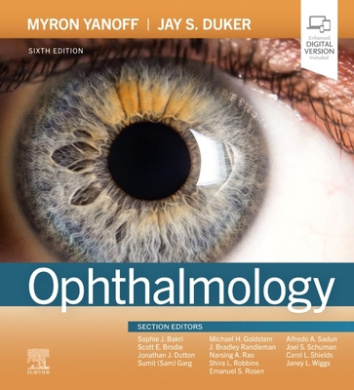 MYRON YANOFF | JAY S. DUKER
SIXTH EDITION
Enhanced
DIGITAL
VERSION
Included
Ophthalmology
SECTION EDITORS
Sophie J. Bakri
Scott E. Brodie
Jonathan J. Dutton
Sumit (Sam) Garg
Michael H. Goldstein
J. Bradley Randleman
Narsing A. Rao
Shira L. Robbins
Emanuel S. Rosen
Alfredo A. Sadun
Joel S. Schuman
Carol L. Shields
Janey L. Wiggs
ELSEVIER